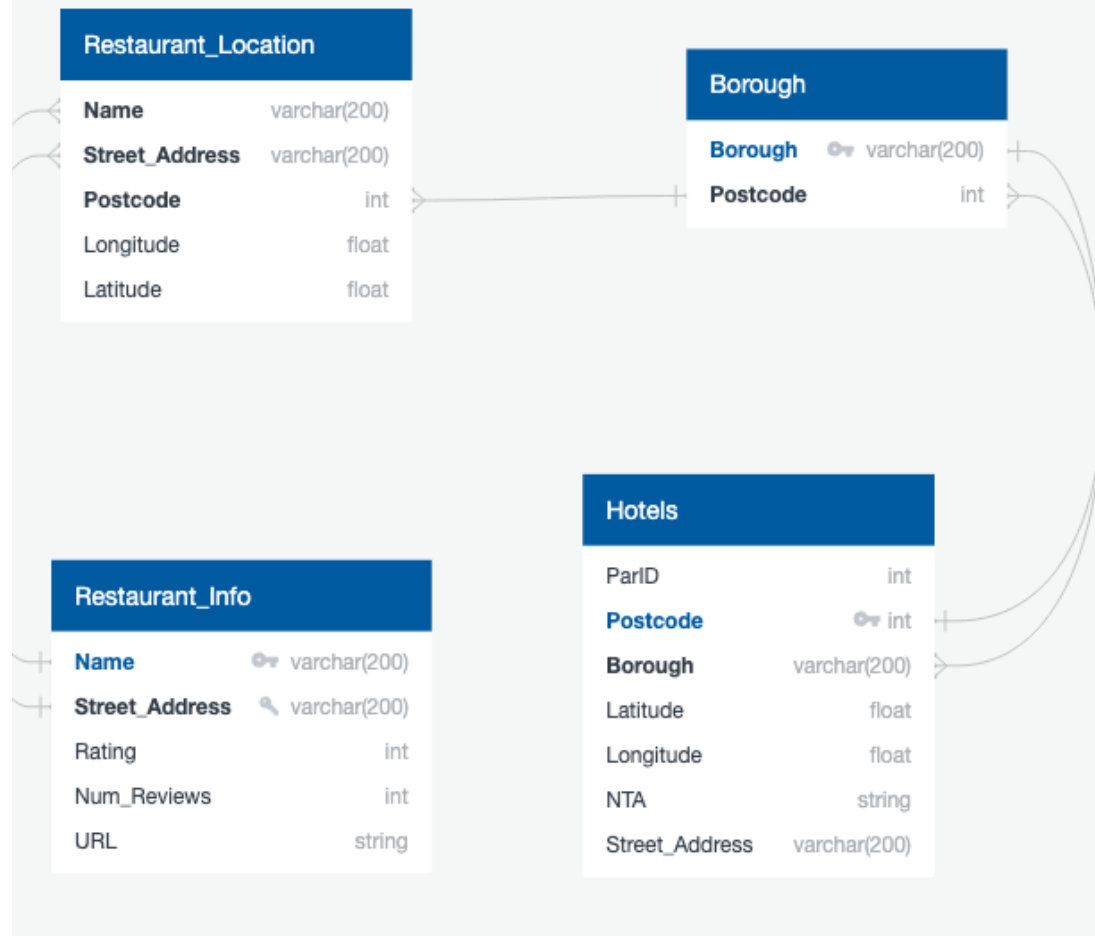 Restaurant_Location
Name varchar(200)
Street_Address varchar(200)
Postcode int
Longitude float
Latitude float
Borough
Borough varchar(200)
Postcode int
Restaurant_Info
Name varchar(200)
Street_Address varchar(200)
Rating int
Num_Reviews int
URL string
Hotels
ParID int
Postcode int
Borough varchar(200)
Latitude float
Longitude float
NTA string
Street_Address varchar(200)